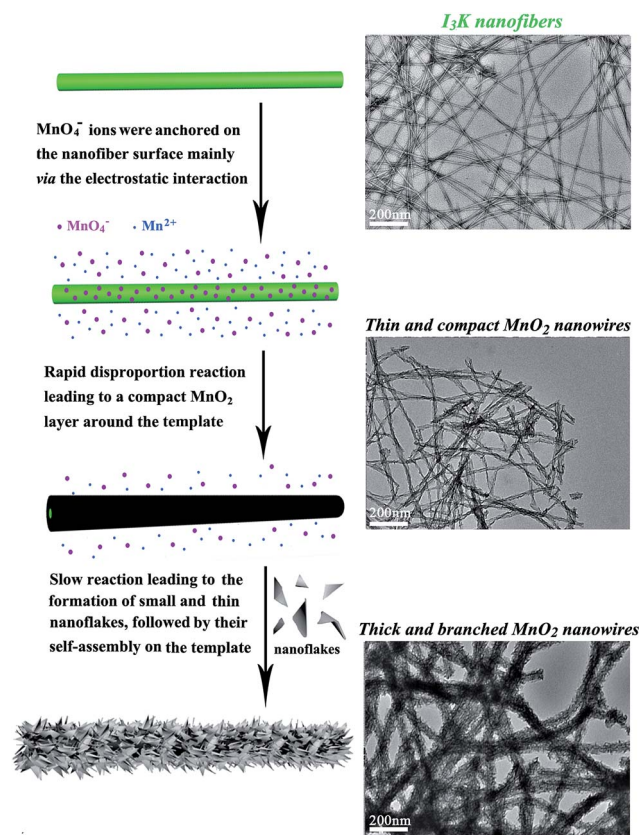 I₃K nanofibers
MnO₄⁻ ions were anchored on
the nanofiber surface mainly
via the electrostatic interaction
200nm
• MnO₄⁻ • Mn²⁺
Thin and compact MnO₂ nanowires
Rapid disproportion reaction
leading to a compact MnO₂
layer around the template
200nm
Slow reaction leading to the
formation of small and thin
nanoflakes, followed by their
self-assembly on the template
nanoflakes
Thick and branched MnO₂ nanowires
200nm